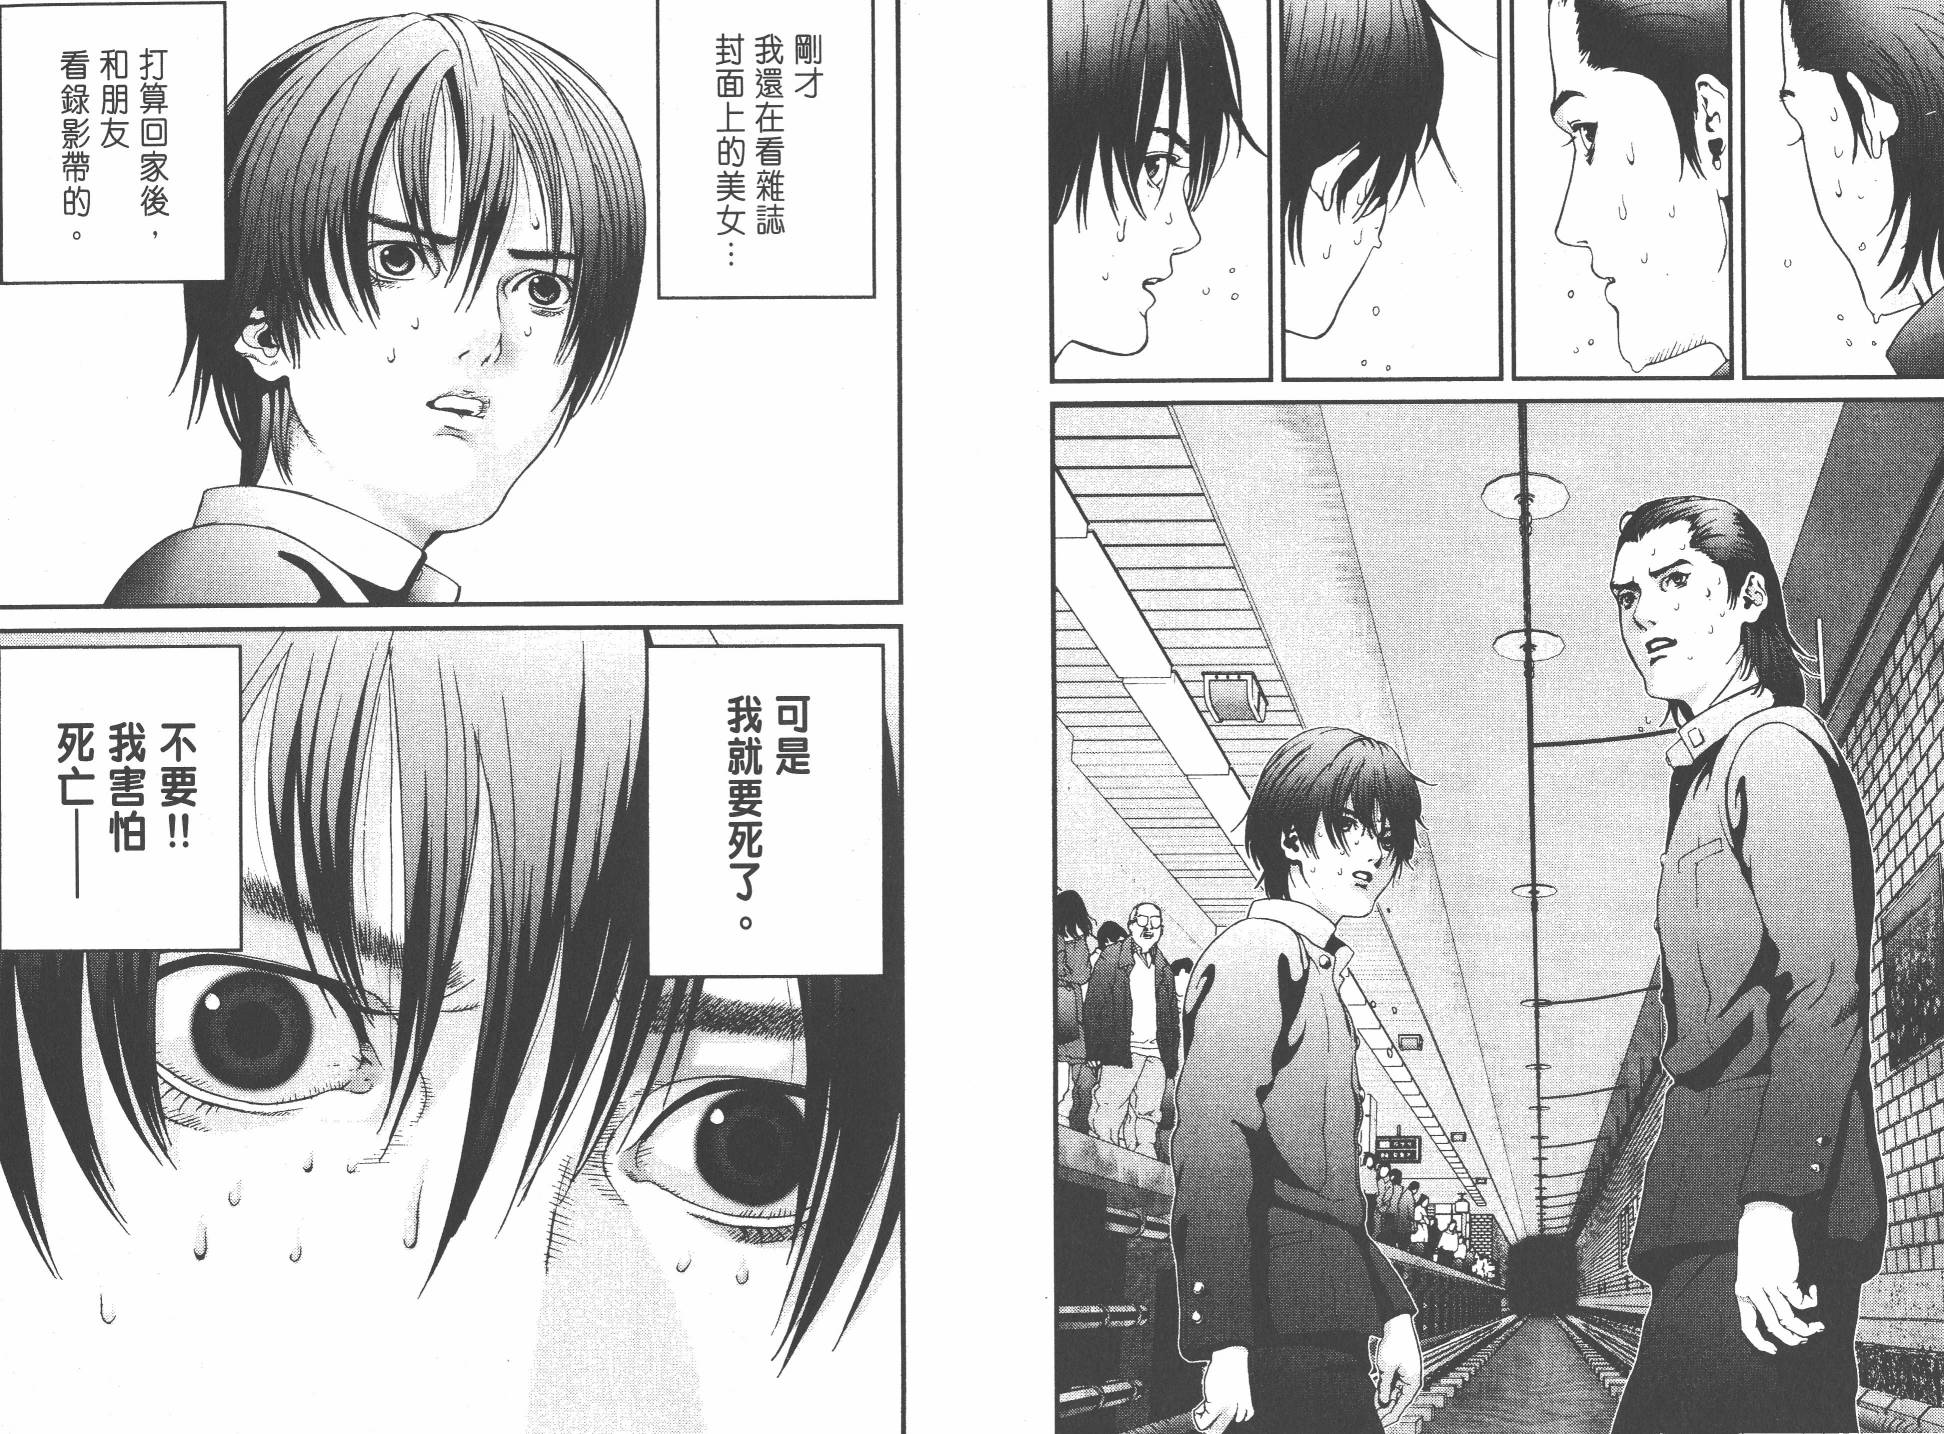 剛才
我還在看雜誌
封面上的美女…
打算回家後，
和朋友
看錄影帶的。
可是
我就要死了。
不要!!
我害怕
死亡——